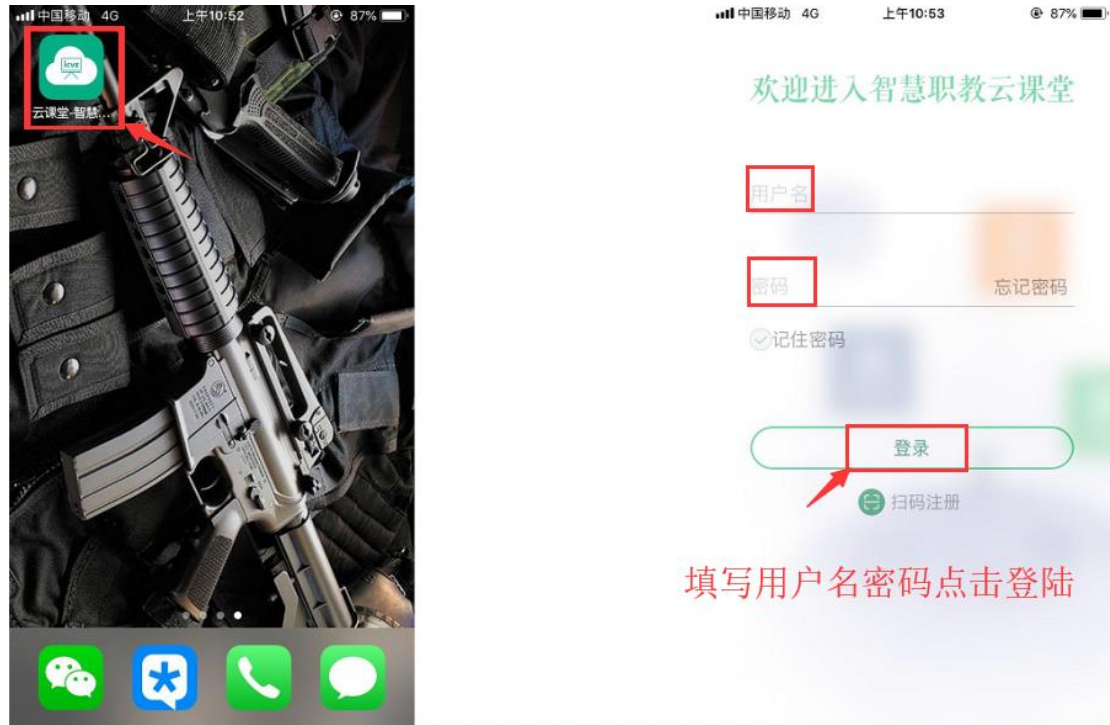 中国移动 4G 上午10:52 87%
icve
云课堂-智慧...
中国移动 4G 上午10:53 87%
欢迎进入智慧职教云课堂
用户名
密码 忘记密码
记住密码
登录
扫码注册
填写用户名密码点击登陆